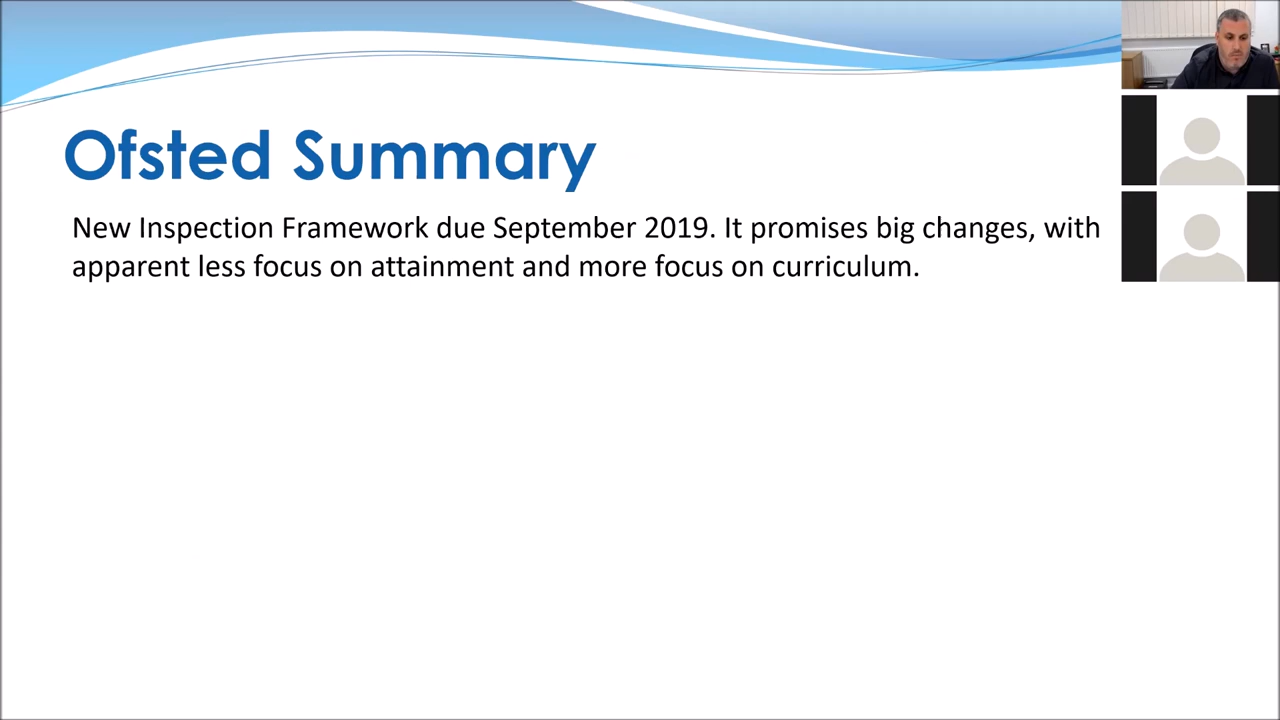 Ofsted Summary
New Inspection Framework due September 2019. It promises big changes, with
apparent less focus on attainment and more focus on curriculum.